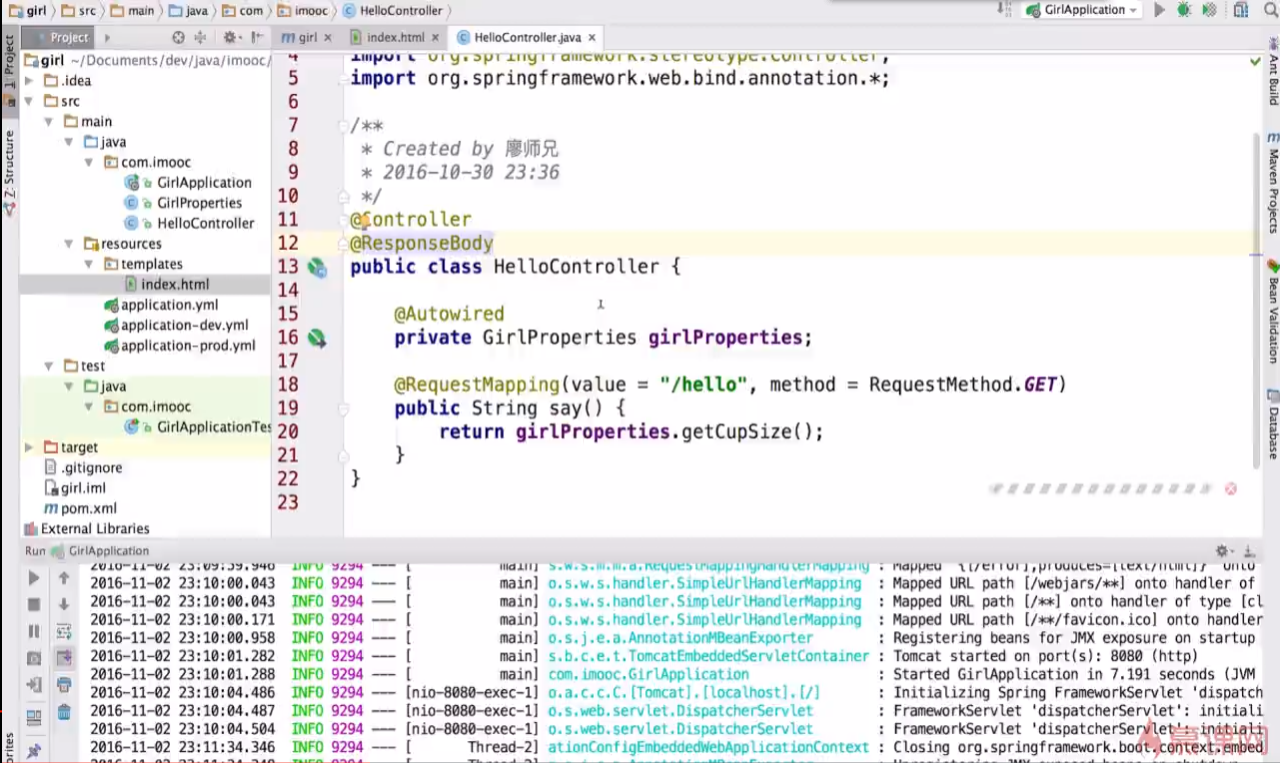 girl src main java com imooc HelloController
GirlApplication
Project
girl index.html HelloController.java
1: Project
7: Structure
Ant Build
Maven Projects
Bean Validation
Database
girl ~/Documents/dev/java/imooc/
.idea
src
main
java
com.imooc
GirlApplication
GirlProperties
HelloController
resources
templates
index.html
application.yml
application-dev.yml
application-prod.yml
test
java
com.imooc
GirlApplicationTes
target
.gitignore
girl.iml
pom.xml
External Libraries
4 import org.springframework.stereotype.Controller;
5 import org.springframework.web.bind.annotation.*;
6
7 /**
8 * Created by 廖师兄
9 * 2016-10-30 23:36
10 */
11 @Controller
12 @ResponseBody
13 public class HelloController {
14
15 @Autowired
16 private GirlProperties girlProperties;
17
18 @RequestMapping(value = "/hello", method = RequestMethod.GET)
19 public String say() {
20 return girlProperties.getCupSize();
21 }
22 }
23
Run GirlApplication
2016-11-02 23:09:59.946 INFO 9294 --- [ main] s.w.s.m.m.a.RequestMappingHandlerMapping : Mapped "{[/error],produces=[text/html]}" onto
2016-11-02 23:10:00.043 INFO 9294 --- [ main] o.s.w.s.handler.SimpleUrlHandlerMapping : Mapped URL path [/webjars/**] onto handler of
2016-11-02 23:10:00.043 INFO 9294 --- [ main] o.s.w.s.handler.SimpleUrlHandlerMapping : Mapped URL path [/**] onto handler of type [cl
2016-11-02 23:10:00.171 INFO 9294 --- [ main] o.s.w.s.handler.SimpleUrlHandlerMapping : Mapped URL path [/**/favicon.ico] onto handler
2016-11-02 23:10:00.958 INFO 9294 --- [ main] o.s.j.e.a.AnnotationMBeanExporter : Registering beans for JMX exposure on startup
2016-11-02 23:10:01.282 INFO 9294 --- [ main] s.b.c.e.t.TomcatEmbeddedServletContainer : Tomcat started on port(s): 8080 (http)
2016-11-02 23:10:01.288 INFO 9294 --- [ main] com.imooc.GirlApplication : Started GirlApplication in 7.191 seconds (JVM
2016-11-02 23:10:04.486 INFO 9294 --- [nio-8080-exec-1] o.a.c.c.C.[Tomcat].[localhost].[/] : Initializing Spring FrameworkServlet 'dispatch
2016-11-02 23:10:04.487 INFO 9294 --- [nio-8080-exec-1] o.s.web.servlet.DispatcherServlet : FrameworkServlet 'dispatcherServlet': initiali
2016-11-02 23:10:04.504 INFO 9294 --- [nio-8080-exec-1] o.s.web.servlet.DispatcherServlet : FrameworkServlet 'dispatcherServlet': initiali
2016-11-02 23:11:34.346 INFO 9294 --- [ Thread-2] ationConfigEmbeddedWebApplicationContext : Closing org.springframework.boot.context.embed
慕课网